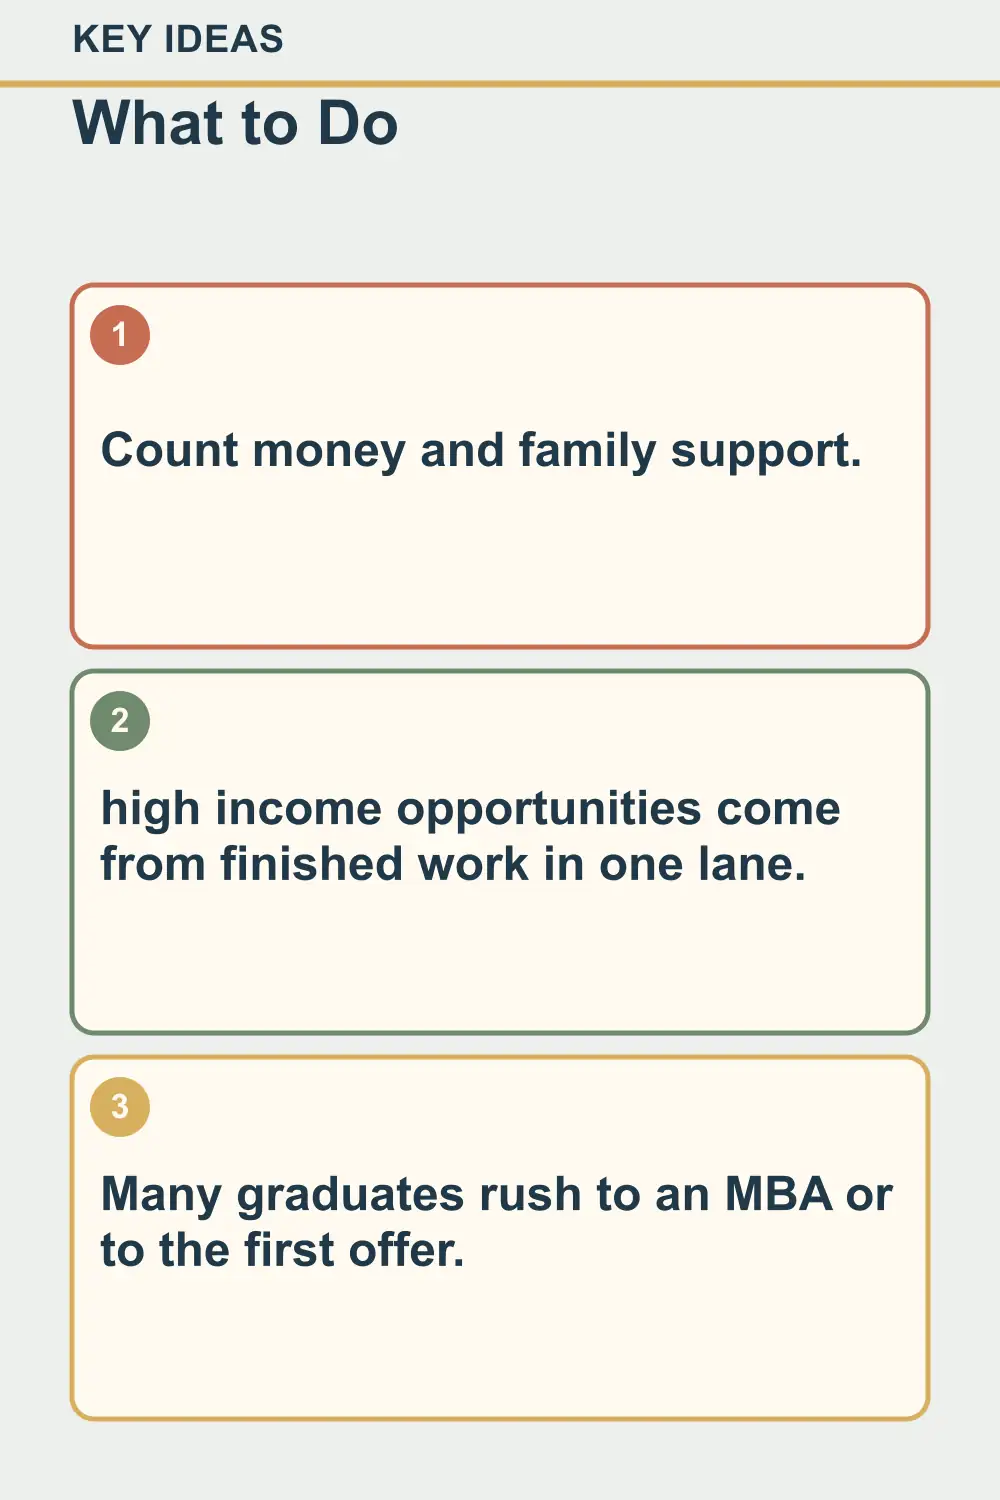 KEY IDEAS
What to Do
1
Count money and family support.
2
high income opportunities come
from finished work in one lane.
3
Many graduates rush to an MBA or
to the first offer.